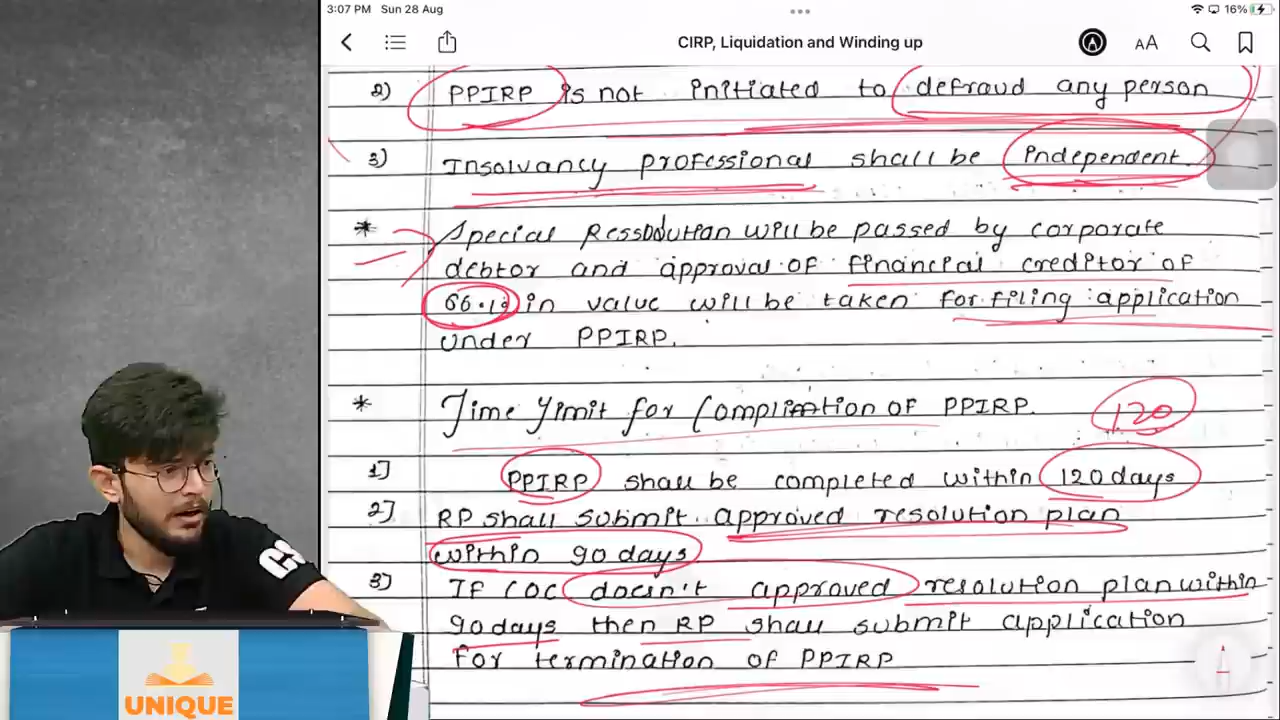 3:07 PM Sun 28 Aug
16%
CIRP, Liquidation and Winding up
AA
2) PPIRP is not initiated to defraud any person
3) Insolvancy professional shall be independent.
* Special Ressolution will be passed by corporate
debtor and approval of financial creditor of
66% in value will be taken for filing application
under PPIRP.
* Time limit for Complition of PPIRP. 120
1] PPIRP shall be completed within 120 days
2] RP shall submit approved resolution plan
within 90 days
3] If COC doesn't approved resolution plan within
90 days then RP shall submit application
for termination of PPIRP
CS
UNIQUE